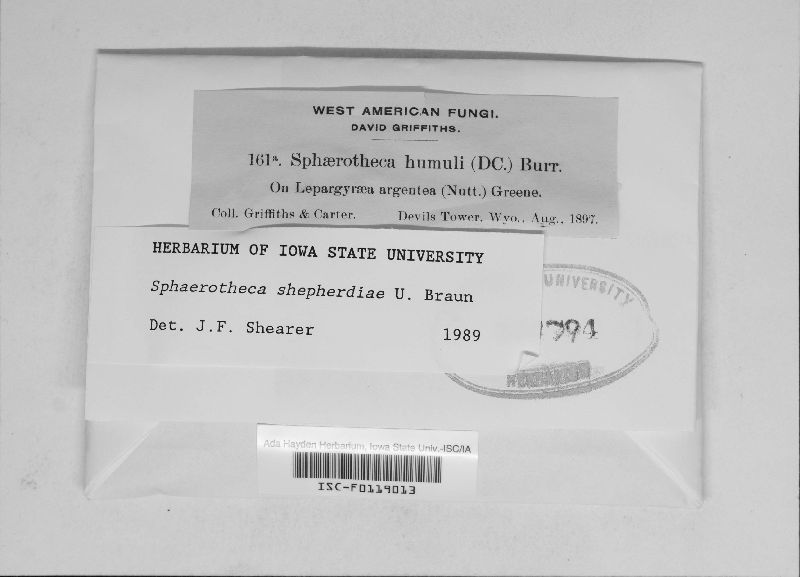 WEST AMERICAN FUNGI.
DAVID GRIFFITHS.
161ª. Sphærotheca humuli (DC.) Burr.
On Lepargyræa argentea (Nutt.) Greene.
Coll. Griffiths & Carter. Devils Tower, Wyo., Aug., 1897.
HERBARIUM OF IOWA STATE UNIVERSITY
Sphaerotheca shepherdiae U. Braun
Det. J.F. Shearer 1989
UNIVERSITY
Ada Hayden Herbarium, Iowa State Univ.-ISC/IA
ISC-F0119013